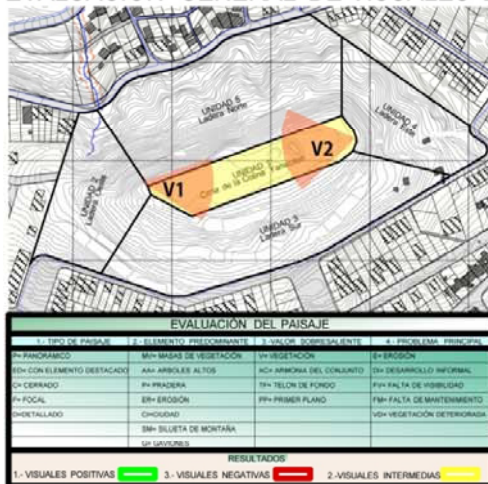 UNIDAD 5
Ladera Norte
UNIDAD 4
Ladera Este
UNIDAD 2
Ladera Oeste
UNIDAD 1
Cima de la Colina
V1
V2
UNIDAD 3
Ladera Sur
EVALUACIÓN DEL PAISAJE
1.- TIPO DE PAISAJE 2.- ELEMENTO PREDOMINANTE 3.-VALOR SOBRESALIENTE 4.- PROBLEMA PRINCIPAL
P= PANORÁMICO MV= MASAS DE VEGETACIÓN V= VEGETACIÓN E= EROSIÓN
ED= CON ELEMENTO DESTACADO AA= ARBOLES ALTOS AC= ARMONIA DEL CONJUNTO DI= DESARROLLO INFORMAL
C= CERRADO P= PRADERA TF= TELON DE FONDO FV= FALTA DE VISIBILIDAD
F= FOCAL ER= EROSIÓN PP= PRIMER PLANO FM= FALTA DE MANTENIMIENTO
D=DETALLADO C=CIUDAD VD= VEGETACIÓN DETERIORADA
SM= SILUETA DE MONTAÑA
G= GAVIONES
RESULTADOS
1.- VISUALES POSITIVAS 3.- VISUALES NEGATIVAS 2.-VISUALES INTERMEDIAS